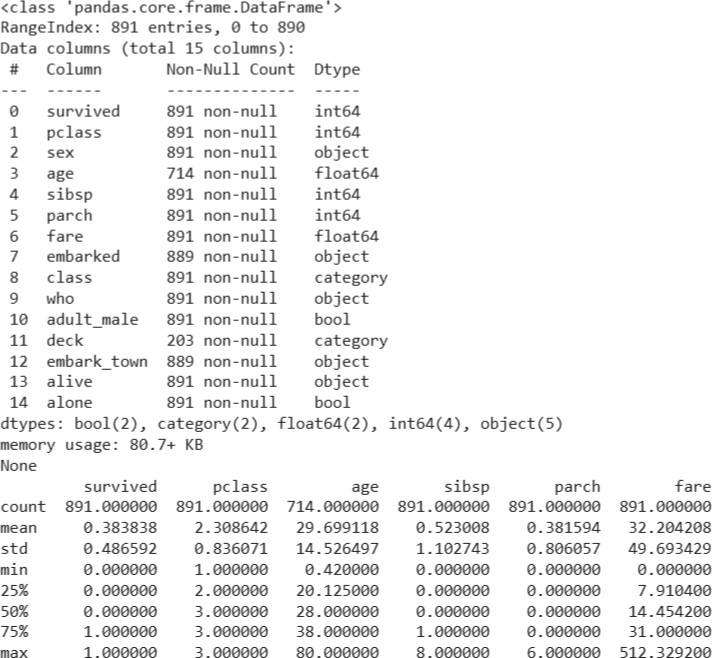 <class 'pandas.core.frame.DataFrame'>
RangeIndex: 891 entries, 0 to 890
Data columns (total 15 columns):
 #   Column       Non-Null Count  Dtype
---  ------       --------------  -----
 0   survived     891 non-null    int64
 1   pclass       891 non-null    int64
 2   sex          891 non-null    object
 3   age          714 non-null    float64
 4   sibsp        891 non-null    int64
 5   parch        891 non-null    int64
 6   fare         891 non-null    float64
 7   embarked     889 non-null    object
 8   class        891 non-null    category
 9   who          891 non-null    object
 10  adult_male   891 non-null    bool
 11  deck         203 non-null    category
 12  embark_town  889 non-null    object
 13  alive        891 non-null    object
 14  alone        891 non-null    bool
dtypes: bool(2), category(2), float64(2), int64(4), object(5)
memory usage: 80.7+ KB
None
         survived      pclass         age       sibsp       parch        fare
count  891.000000  891.000000  714.000000  891.000000  891.000000  891.000000
mean     0.383838    2.308642   29.699118    0.523008    0.381594   32.204208
std      0.486592    0.836071   14.526497    1.102743    0.806057   49.693429
min      0.000000    1.000000    0.420000    0.000000    0.000000    0.000000
25%      0.000000    2.000000   20.125000    0.000000    0.000000    7.910400
50%      0.000000    3.000000   28.000000    0.000000    0.000000   14.454200
75%      1.000000    3.000000   38.000000    1.000000    0.000000   31.000000
max      1.000000    3.000000   80.000000    8.000000    6.000000  512.329200